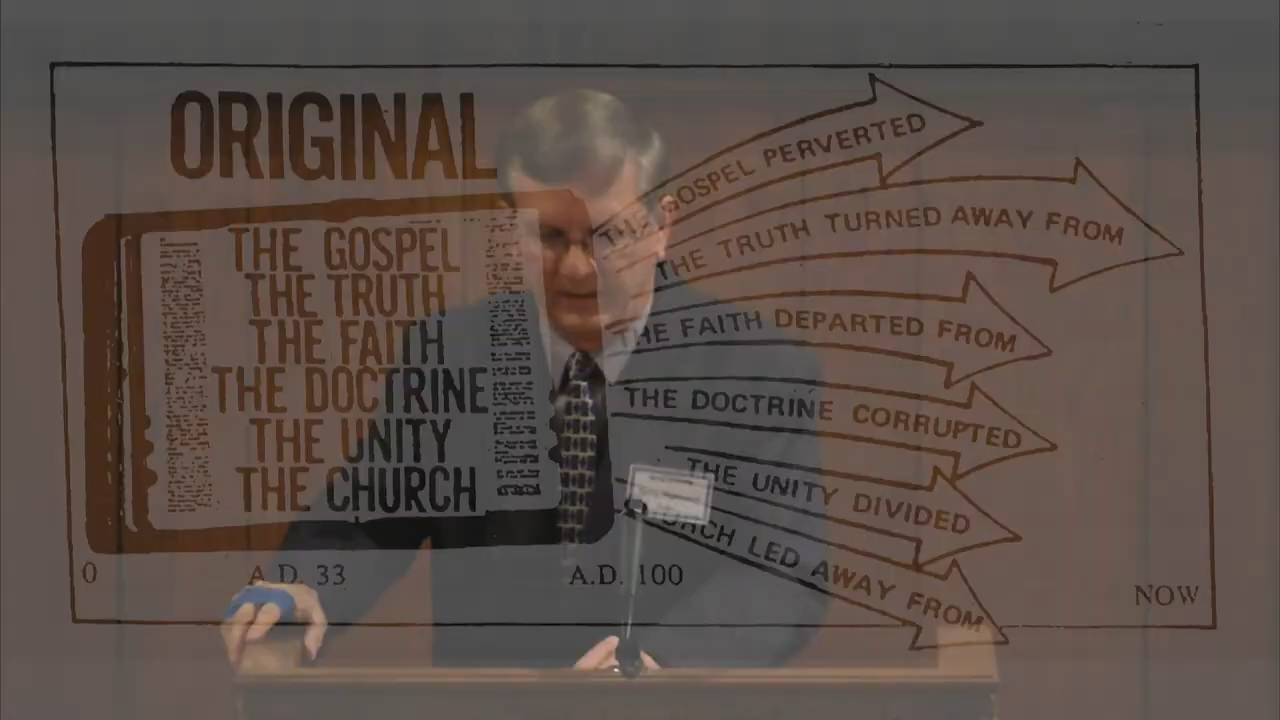 ORIGINAL
THE GOSPEL
THE TRUTH
THE FAITH
THE DOCTRINE
THE UNITY
THE CHURCH
THE GOSPEL PERVERTED
THE TRUTH TURNED AWAY FROM
THE FAITH DEPARTED FROM
THE DOCTRINE CORRUPTED
THE UNITY DIVIDED
CHURCH LED AWAY FROM
0
A.D. 33
A.D. 100
NOW